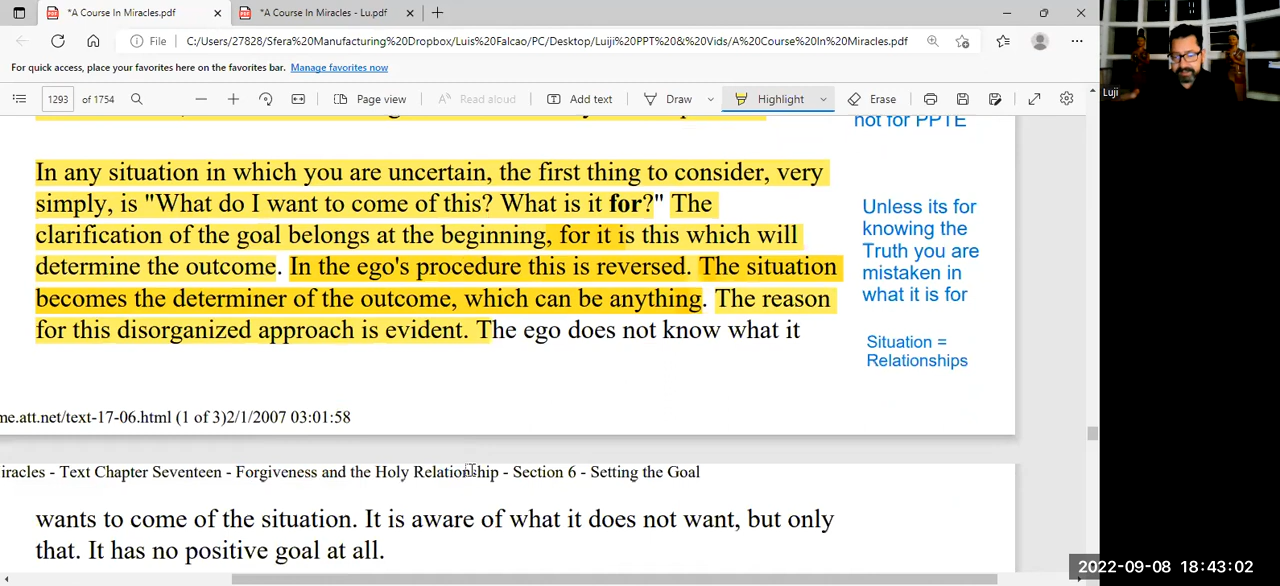 *A Course In Miracles.pdf
*A Course In Miracles - Lu.pdf
File
C:/Users/27828/Sfera%20Manufacturing%20Dropbox/Luis%20Falcao/PC/Desktop/Luiji%20PPT%20&%20Vids/A%20Course%20In%20Miracles.pdf
For quick access, place your favorites here on the favorites bar. Manage favorites now
1293 of 1754
Page view
Read aloud
Add text
Draw
Highlight
Erase
not for PPTE
In any situation in which you are uncertain, the first thing to consider, very
simply, is "What do I want to come of this? What is it for?" The
clarification of the goal belongs at the beginning, for it is this which will
determine the outcome. In the ego's procedure this is reversed. The situation
becomes the determiner of the outcome, which can be anything. The reason
for this disorganized approach is evident. The ego does not know what it
Unless its for
knowing the
Truth you are
mistaken in
what it is for
Situation =
Relationships
me.att.net/text-17-06.html (1 of 3)2/1/2007 03:01:58
iracles - Text Chapter Seventeen - Forgiveness and the Holy Relationship - Section 6 - Setting the Goal
wants to come of the situation. It is aware of what it does not want, but only
that. It has no positive goal at all.
Luji
2022-09-08 18:43:02